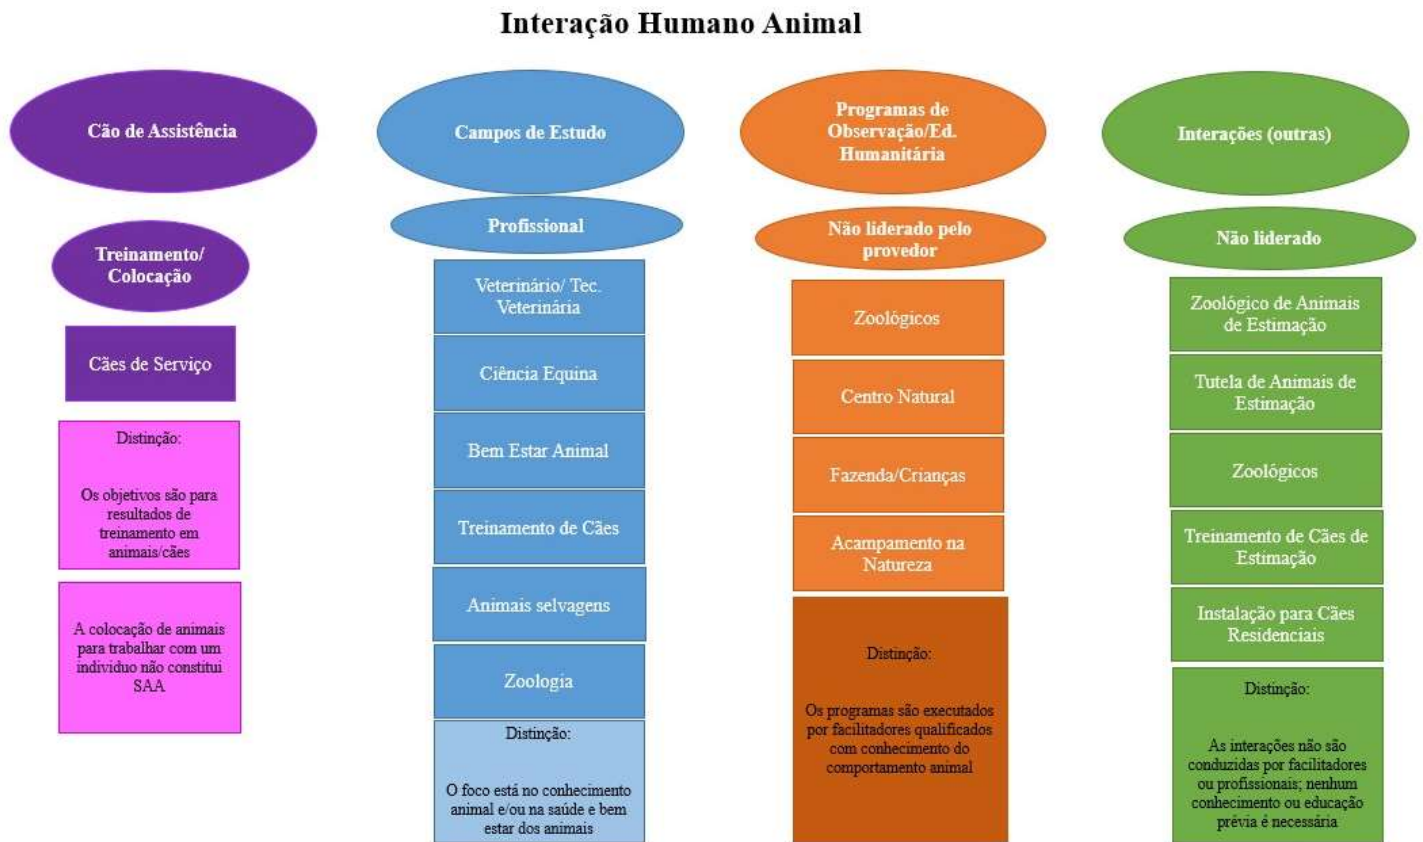 Interação Humano Animal
Cão de Assistência
Treinamento/
Colocação
Cães de Serviço
Distinção:
Os objetivos são para
resultados de
treinamento em
animais/cães
A colocação de animais
para trabalhar com um
individuo não constitui
SAA
Campos de Estudo
Profissional
Veterinário/ Tec.
Veterinária
Ciência Equina
Bem Estar Animal
Treinamento de Cães
Animais selvagens
Zoologia
Distinção:
O foco está no conhecimento
animal e/ou na saúde e bem
estar dos animais
Programas de
Observação/Ed.
Humanitária
Não liderado pelo
provedor
Zoológicos
Centro Natural
Fazenda/Crianças
Acampamento na
Natureza
Distinção:
Os programas são executados
por facilitadores qualificados
com conhecimento do
comportamento animal
Interações (outras)
Não liderado
Zoológico de Animais
de Estimação
Tutela de Animais de
Estimação
Zoológicos
Treinamento de Cães de
Estimação
Instalação para Cães
Residenciais
Distinção:
As interações não são
conduzidas por facilitadores
ou profissionais; nenhum
conhecimento ou educação
prévia é necessária